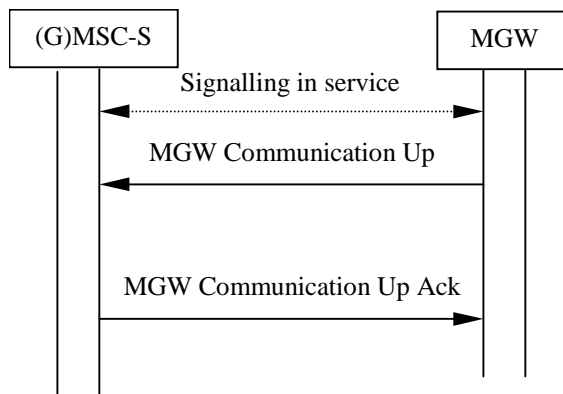 (G)MSC-S
MGW
Signalling in service
MGW Communication Up
MGW Communication Up Ack